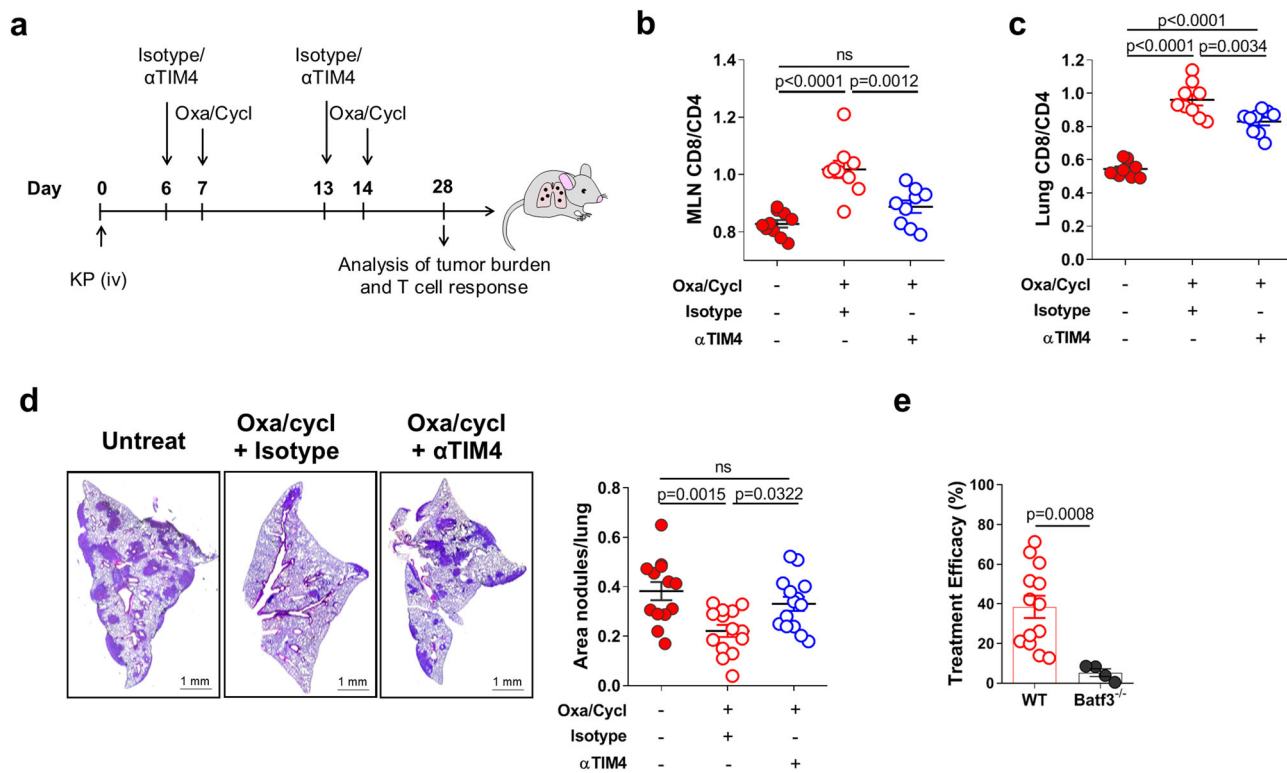 a
Isotype/
αTIM4
Isotype/
αTIM4
Oxa/Cycl
Oxa/Cycl
Day
0
6
7
13
14
28
KP (iv)
Analysis of tumor burden
and T cell response
b
ns
p<0.0001
p=0.0012
MLN CD8/CD4
1.4
1.2
1.0
0.8
Oxa/Cycl - + +
Isotype - + -
αTIM4 - - +
c
p<0.0001
p<0.0001
p=0.0034
Lung CD8/CD4
1.2
1.0
0.8
0.6
0.4
0.2
0.0
Oxa/Cycl - + +
Isotype - + -
αTIM4 - - +
d
Untreat
Oxa/cycl
+ Isotype
Oxa/cycl
+ αTIM4
1 mm
1 mm
1 mm
ns
p=0.0015
p=0.0322
Area nodules/lung
0.8
0.6
0.4
0.2
0.0
Oxa/Cycl - + +
Isotype - + -
αTIM4 - - +
e
p=0.0008
Treatment Efficacy (%)
100
80
60
40
20
0
WT
Batf3-/-